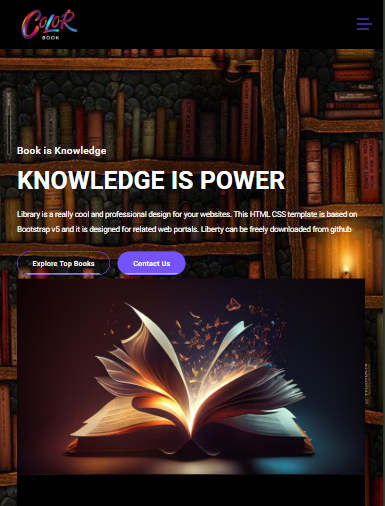 COLOR
BOOK
Book is Knowledge
KNOWLEDGE IS POWER
Library is a really cool and professional design for your websites. This HTML CSS template is based on
Bootstrap v5 and it is designed for related web portals. Liberty can be freely downloaded from github
Explore Top Books
Contact Us